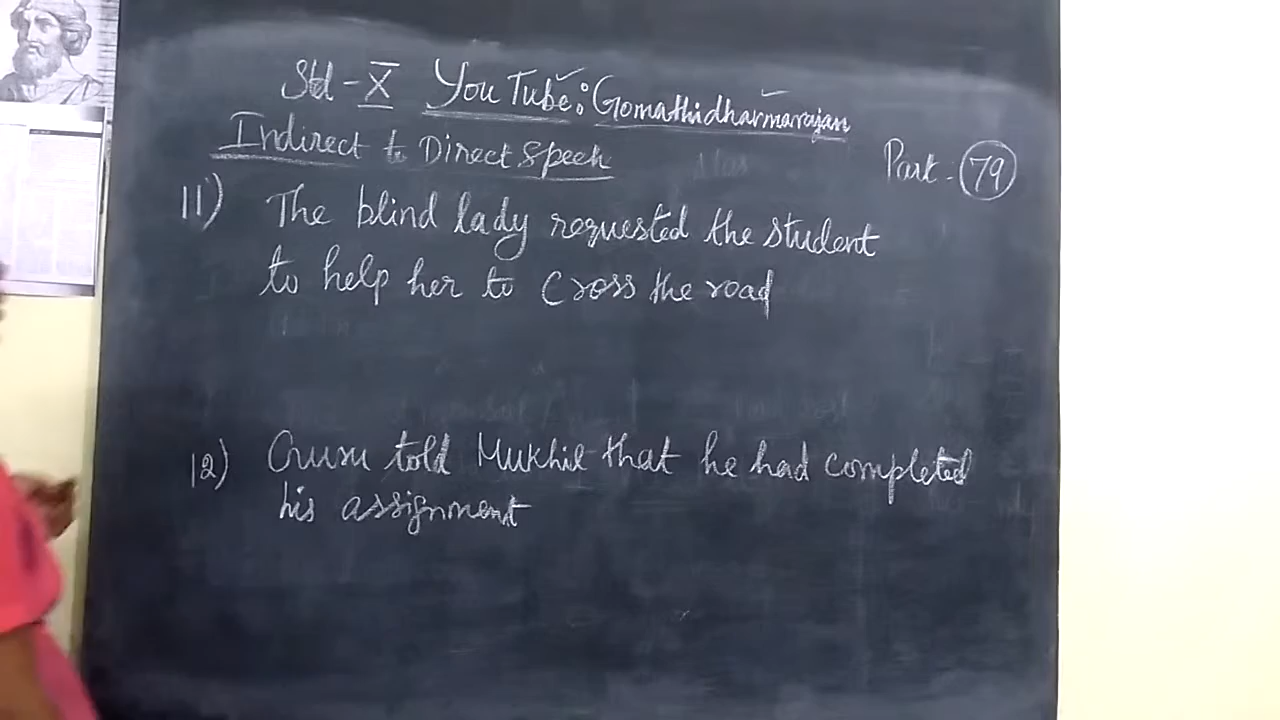 Std - X YouTube: Gomathidharmarajan
Indirect to Direct Speech
Part - 79
11) The blind lady requested the student
to help her to cross the road
12) Guru told Mukhil that he had completed
his assignment